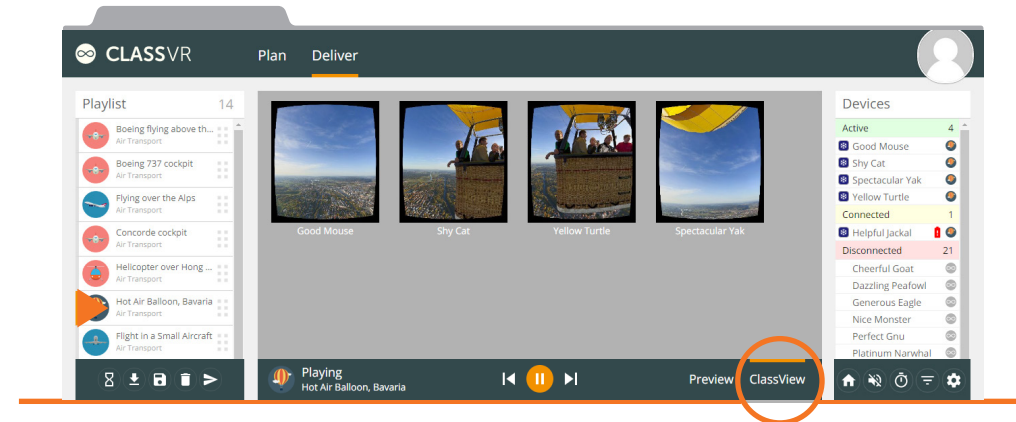 CLASSVR
Plan
Deliver
Playlist 14
Boeing flying above th...
Air Transport
Boeing 737 cockpit
Air Transport
Flying over the Alps
Air Transport
Concorde cockpit
Air Transport
Helicopter over Hong ...
Air Transport
Hot Air Balloon, Bavaria
Air Transport
Flight in a Small Aircraft
Air Transport
Good Mouse
Shy Cat
Yellow Turtle
Spectacular Yak
Playing
Hot Air Balloon, Bavaria
Preview
ClassView
Devices
Active 4
Good Mouse
Shy Cat
Spectacular Yak
Yellow Turtle
Connected 1
Helpful Jackal
Disconnected 21
Cheerful Goat
Dazzling Peafowl
Generous Eagle
Nice Monster
Perfect Gnu
Platinum Narwhal